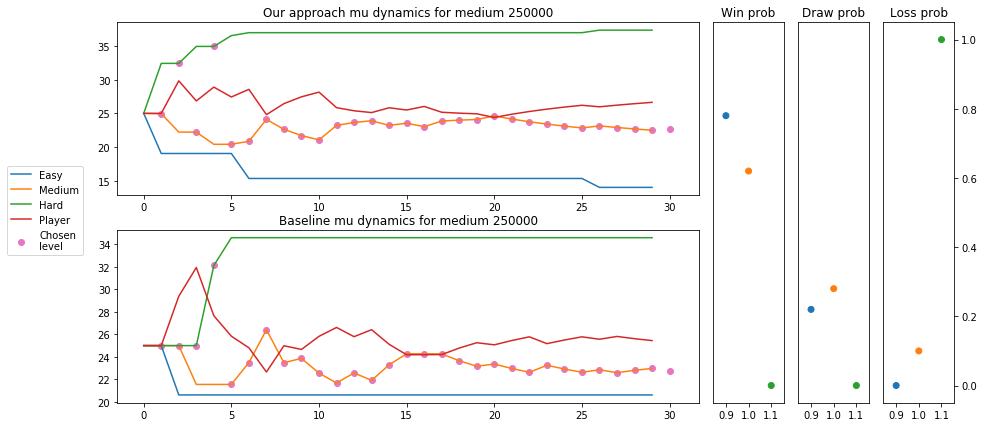 Our approach mu dynamics for medium 250000
Win prob
Draw prob
Loss prob
35
30
25
20
15
0
5
10
15
20
25
30
Easy
Medium
Hard
Player
Chosen
level
Baseline mu dynamics for medium 250000
34
32
30
28
26
24
22
20
0
5
10
15
20
25
30
0.9 1.0 1.1
0.9 1.0 1.1
0.9 1.0 1.1
1.0
0.8
0.6
0.4
0.2
0.0